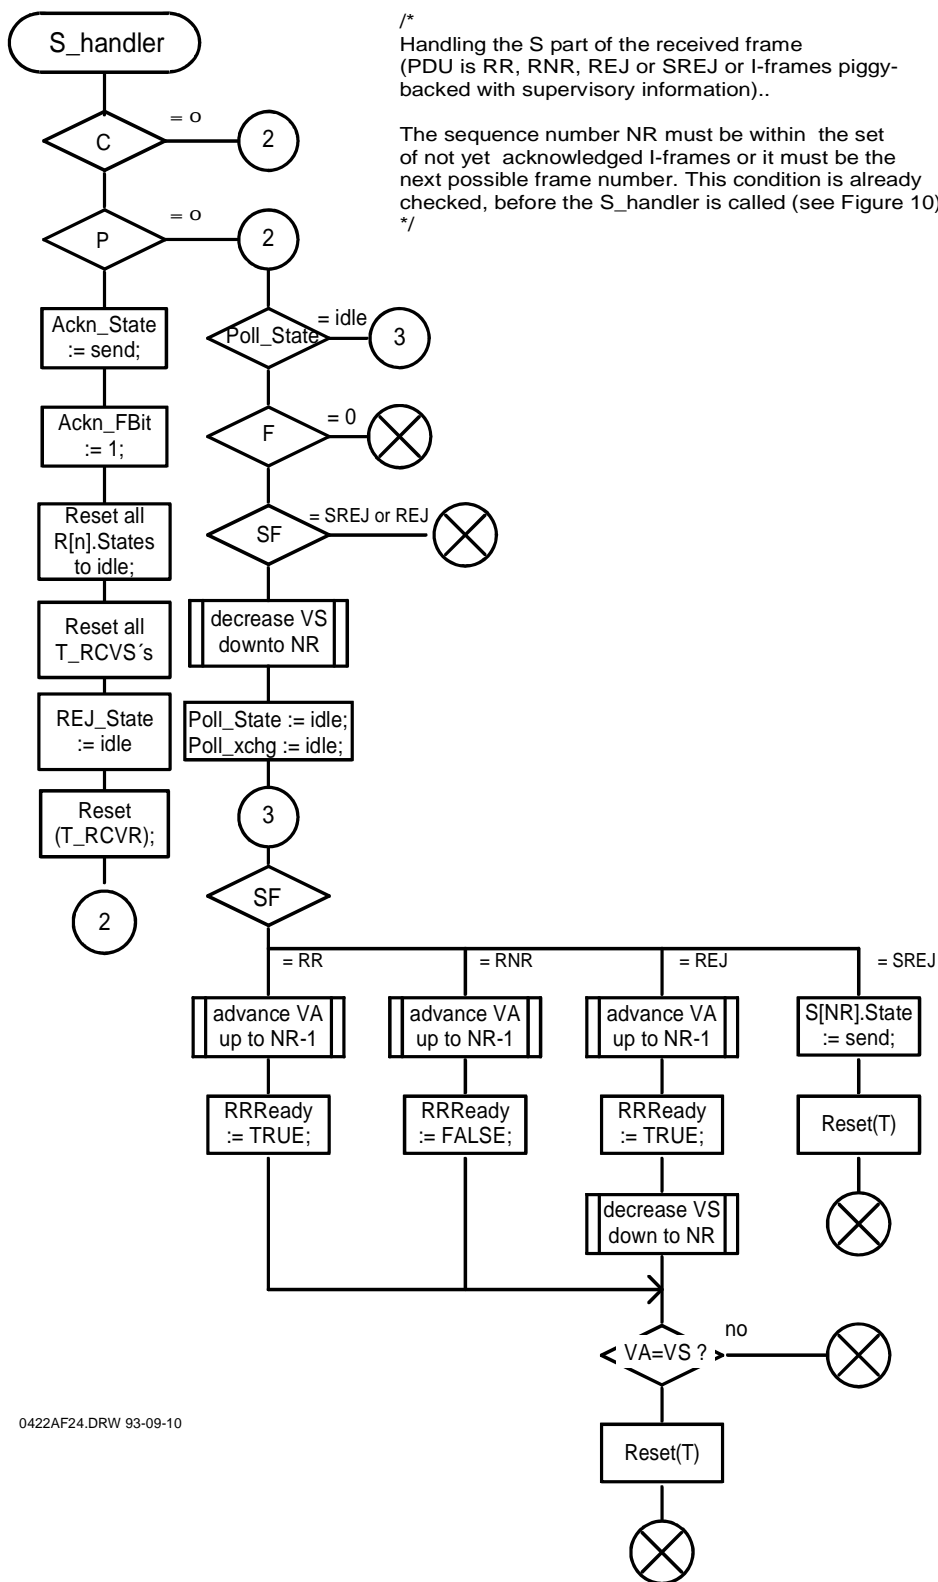 S_handler
/*
Handling the S part of the received frame
(PDU is RR, RNR, REJ or SREJ or I-frames piggy-
backed with supervisory information)..
The sequence number NR must be within the set
of not yet acknowledged I-frames or it must be the
next possible frame number. This condition is already
checked, before the S_handler is called (see Figure 10)
*/
C
= 0
2
P
= 0
2
Ackn_State
:= send;
Ackn_FBit
:= 1;
Reset all
R[n].States
to idle;
Reset all
T_RCVS´s
REJ_State
:= idle
Reset
(T_RCVR);
2
Poll_State
= idle
3
F
= 0
SF
= SREJ or REJ
decrease VS
downto NR
Poll_State := idle;
Poll_xchg := idle;
3
SF
= RR
= RNR
= REJ
= SREJ
advance VA
up to NR-1
RRReady
:= TRUE;
advance VA
up to NR-1
RRReady
:= FALSE;
advance VA
up to NR-1
RRReady
:= TRUE;
decrease VS
down to NR
S[NR].State
:= send;
Reset(T)
VA=VS ?
no
Reset(T)
0422AF24.DRW 93-09-10